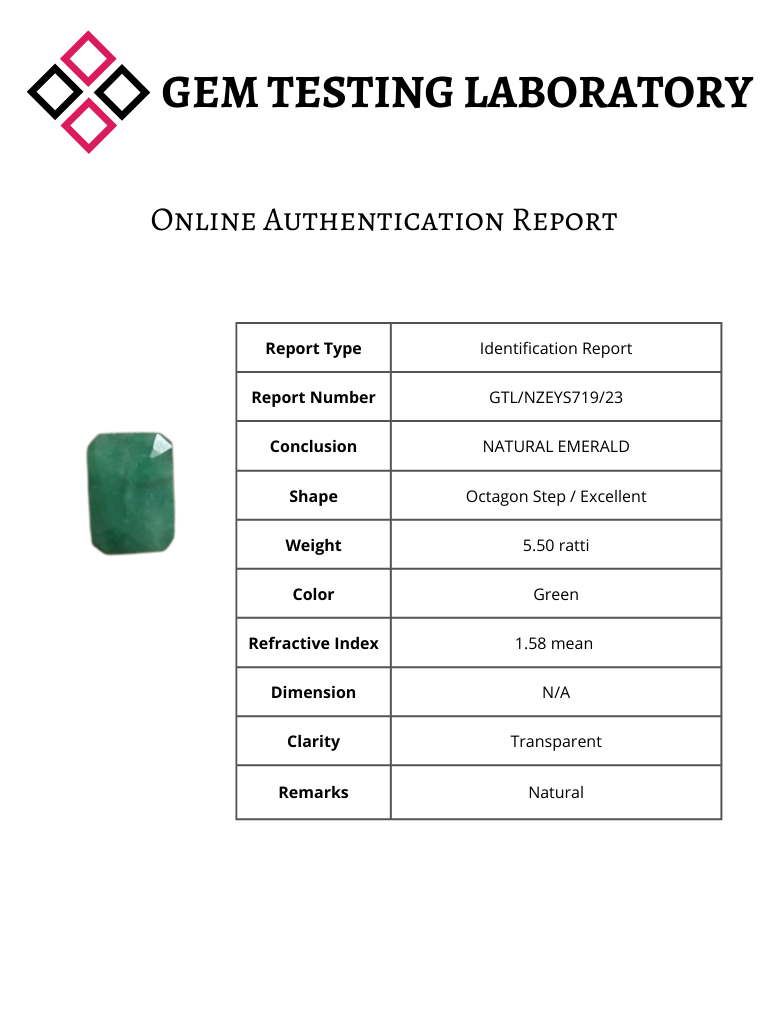 GEM TESTING LABORATORY
Online Authentication Report
Report Type Identification Report
Report Number GTL/NZEYS719/23
Conclusion NATURAL EMERALD
Shape Octagon Step / Excellent
Weight 5.50 ratti
Color Green
Refractive Index 1.58 mean
Dimension N/A
Clarity Transparent
Remarks Natural